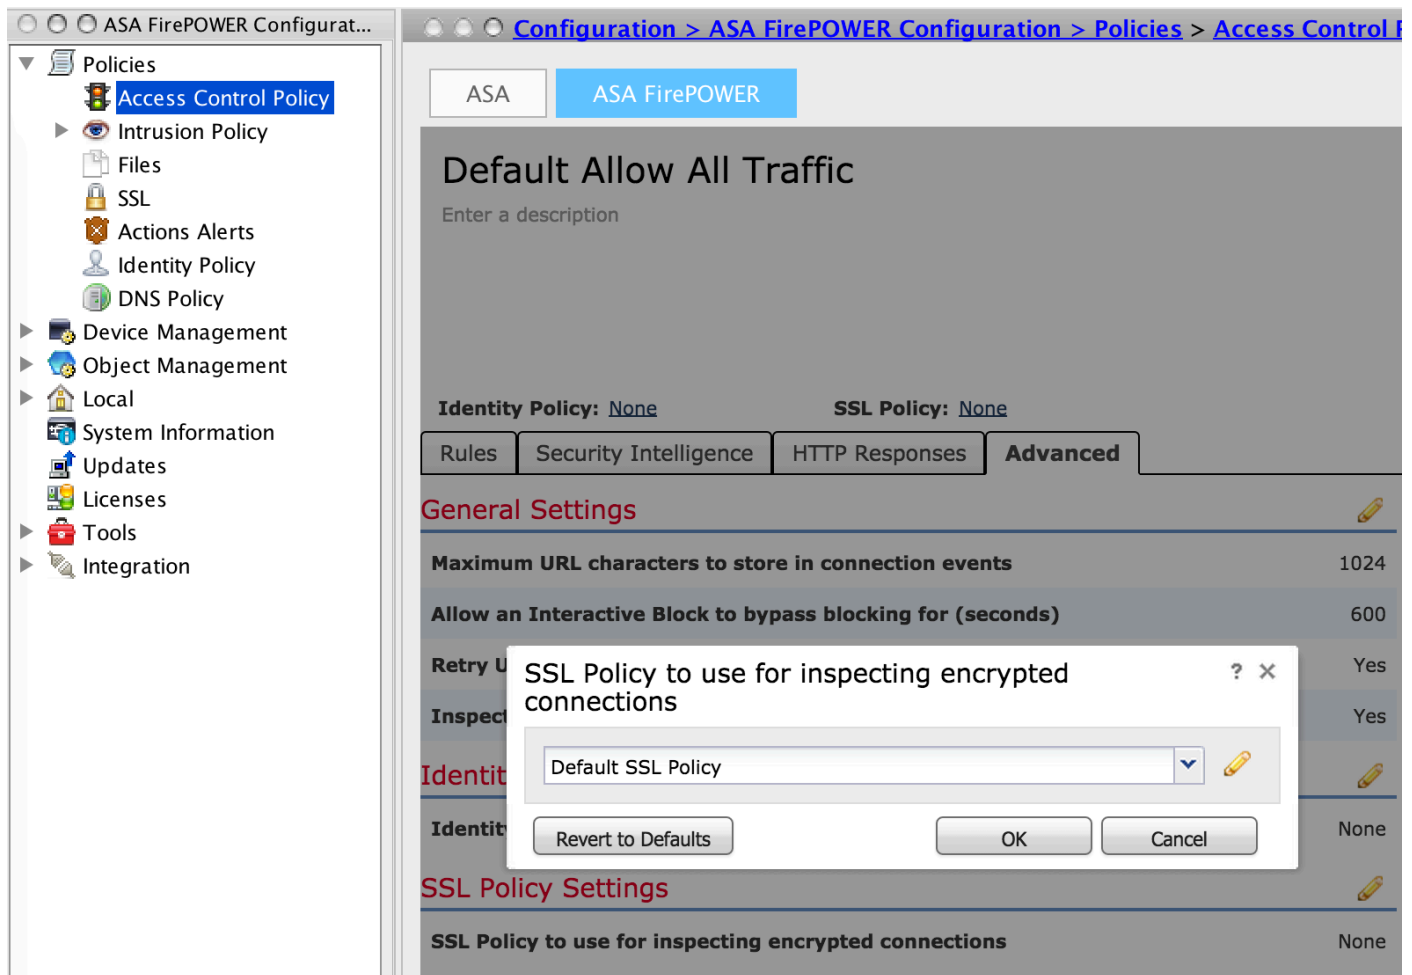 ASA FirePOWER Configurat...
Policies
Access Control Policy
Intrusion Policy
Files
SSL
Actions Alerts
Identity Policy
DNS Policy
Device Management
Object Management
Local
System Information
Updates
Licenses
Tools
Integration
Configuration > ASA FirePOWER Configuration > Policies > Access Control P
ASA
ASA FirePOWER
Default Allow All Traffic
Enter a description
Identity Policy: None SSL Policy: None
Rules Security Intelligence HTTP Responses Advanced
General Settings
Maximum URL characters to store in connection events 1024
Allow an Interactive Block to bypass blocking for (seconds) 600
Retry U Yes
Inspect Yes
SSL Policy to use for inspecting encrypted
connections
?
Default SSL Policy
Revert to Defaults OK Cancel
Identit
Identity None
SSL Policy Settings
SSL Policy to use for inspecting encrypted connections None